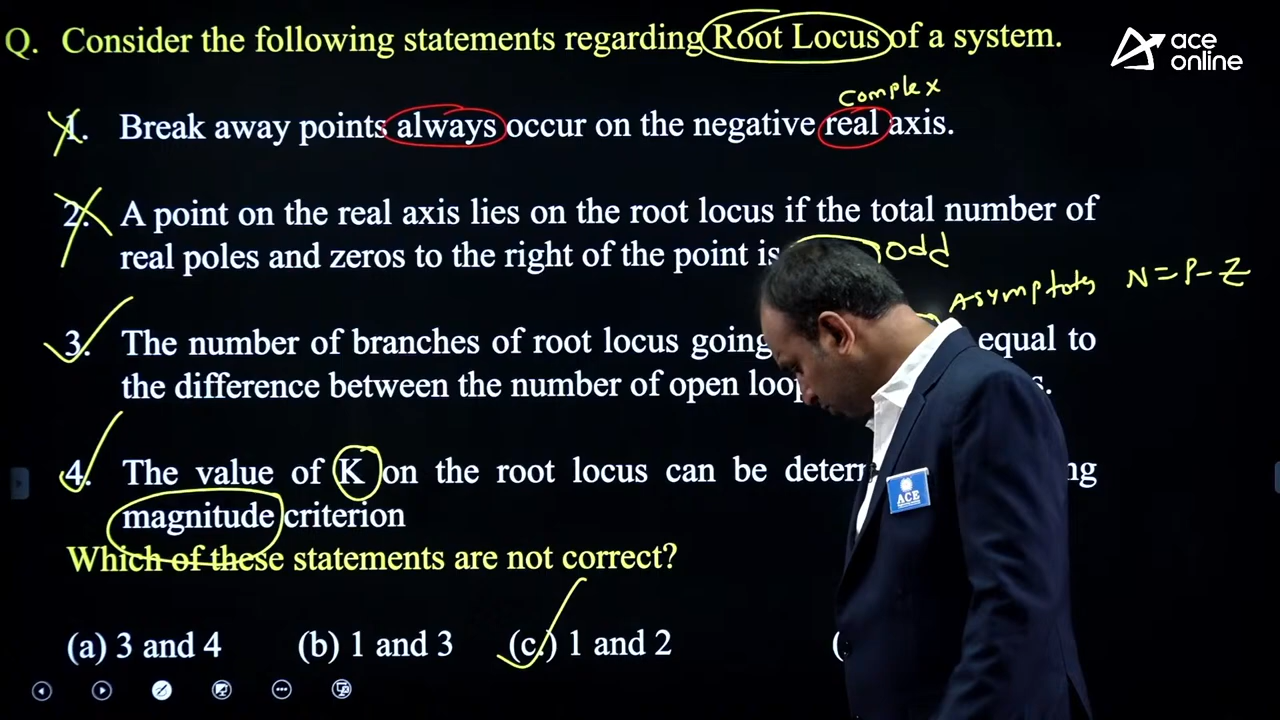 Q. Consider the following statements regarding Root Locus of a system.
ace
online
complex
1. Break away points always occur on the negative real axis.
2. A point on the real axis lies on the root locus if the total number of
real poles and zeros to the right of the point is
odd
Asymptotes N=P-Z
3. The number of branches of root locus going equal to
the difference between the number of open
4. The value of K on the root locus can be
magnitude criterion
Which of these statements are not correct?
ACE
(a) 3 and 4 (b) 1 and 3 (c.) 1 and 2